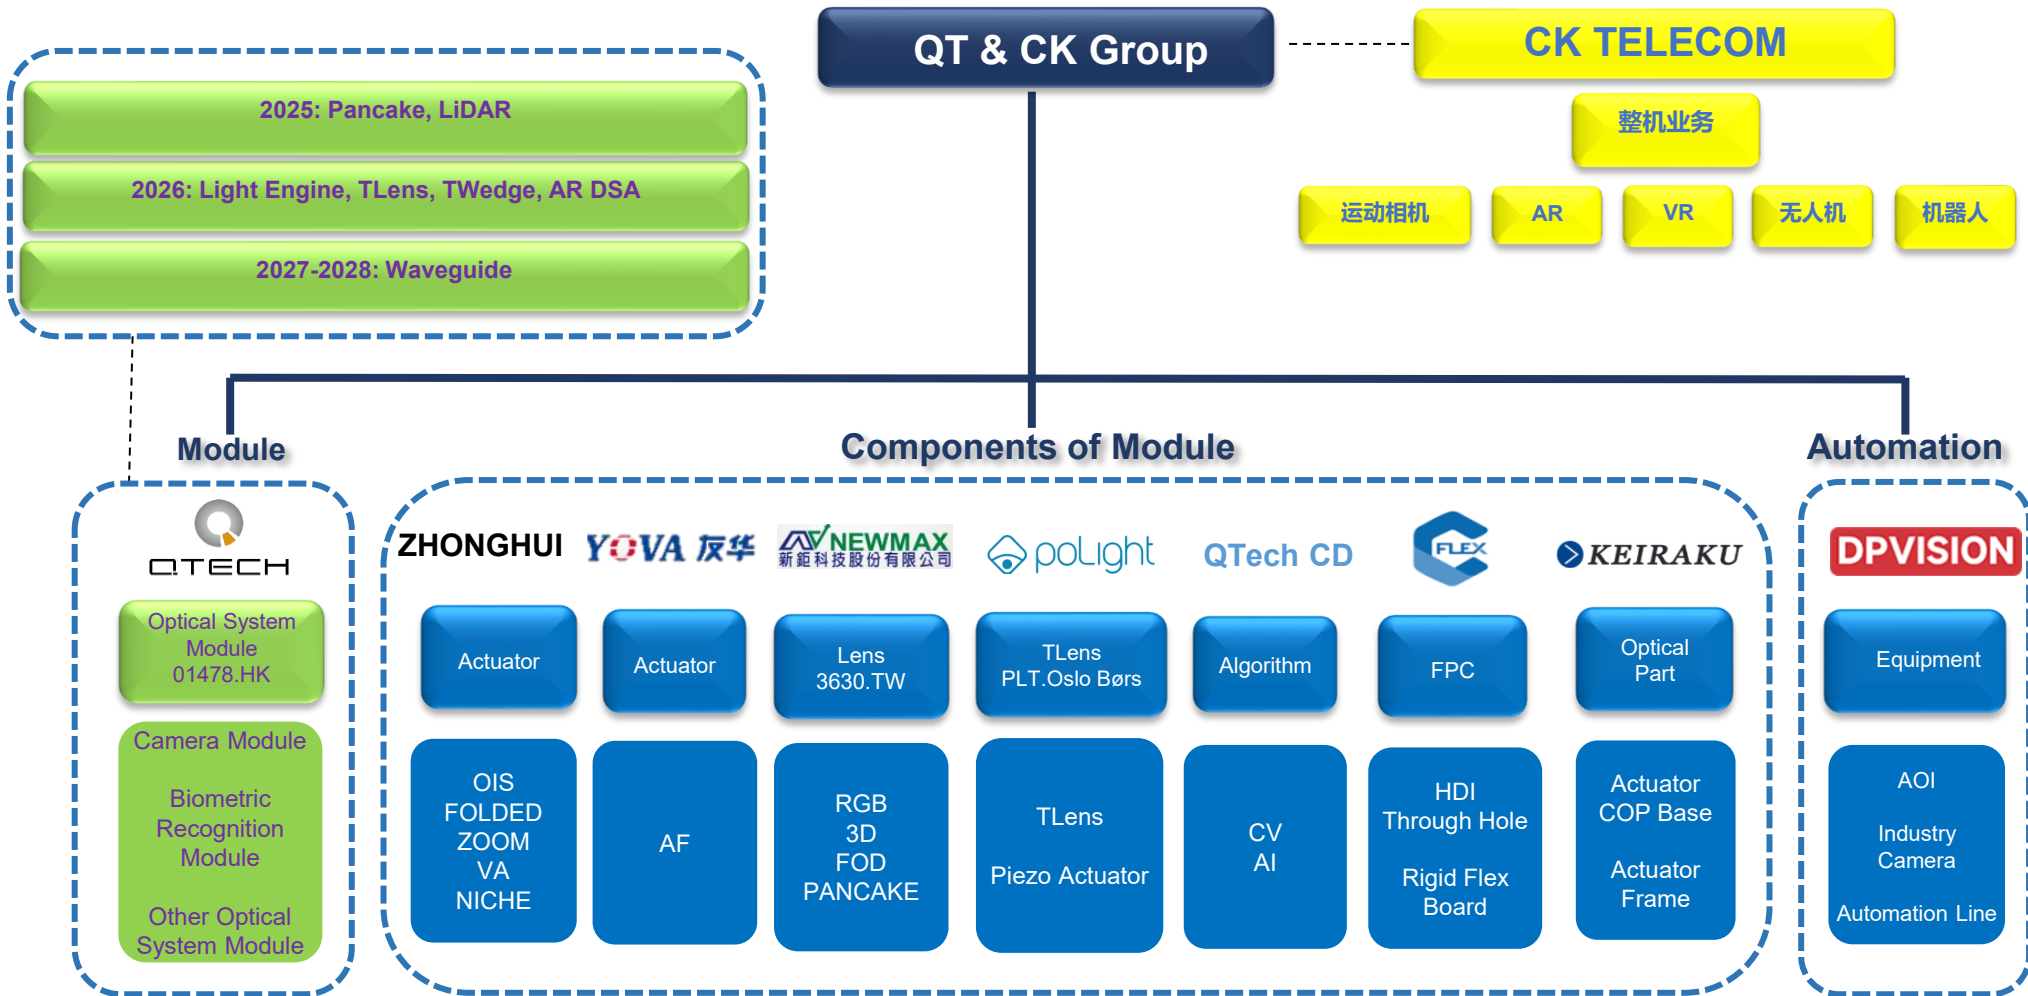 QT & CK Group
CK TELECOM
整机业务
运动相机
AR
VR
无人机
机器人
2025: Pancake, LiDAR
2026: Light Engine, TLens, TWedge, AR DSA
2027-2028: Waveguide
Module
Components of Module
Automation
QTECH
Optical System
Module
01478.HK
Camera Module
Biometric
Recognition
Module
Other Optical
System Module
ZHONGHUI
Actuator
OIS
FOLDED
ZOOM
VA
NICHE
YOVA 友华
Actuator
AF
NEWMAX
新鉅科技股份有限公司
Lens
3630.TW
RGB
3D
FOD
PANCAKE
poLight
TLens
PLT.Oslo Børs
TLens
Piezo Actuator
QTech CD
Algorithm
CV
AI
FLEX
FPC
HDI
Through Hole
Rigid Flex
Board
KEIRAKU
Optical
Part
Actuator
COP Base
Actuator
Frame
DPVISION
Equipment
AOI
Industry
Camera
Automation Line